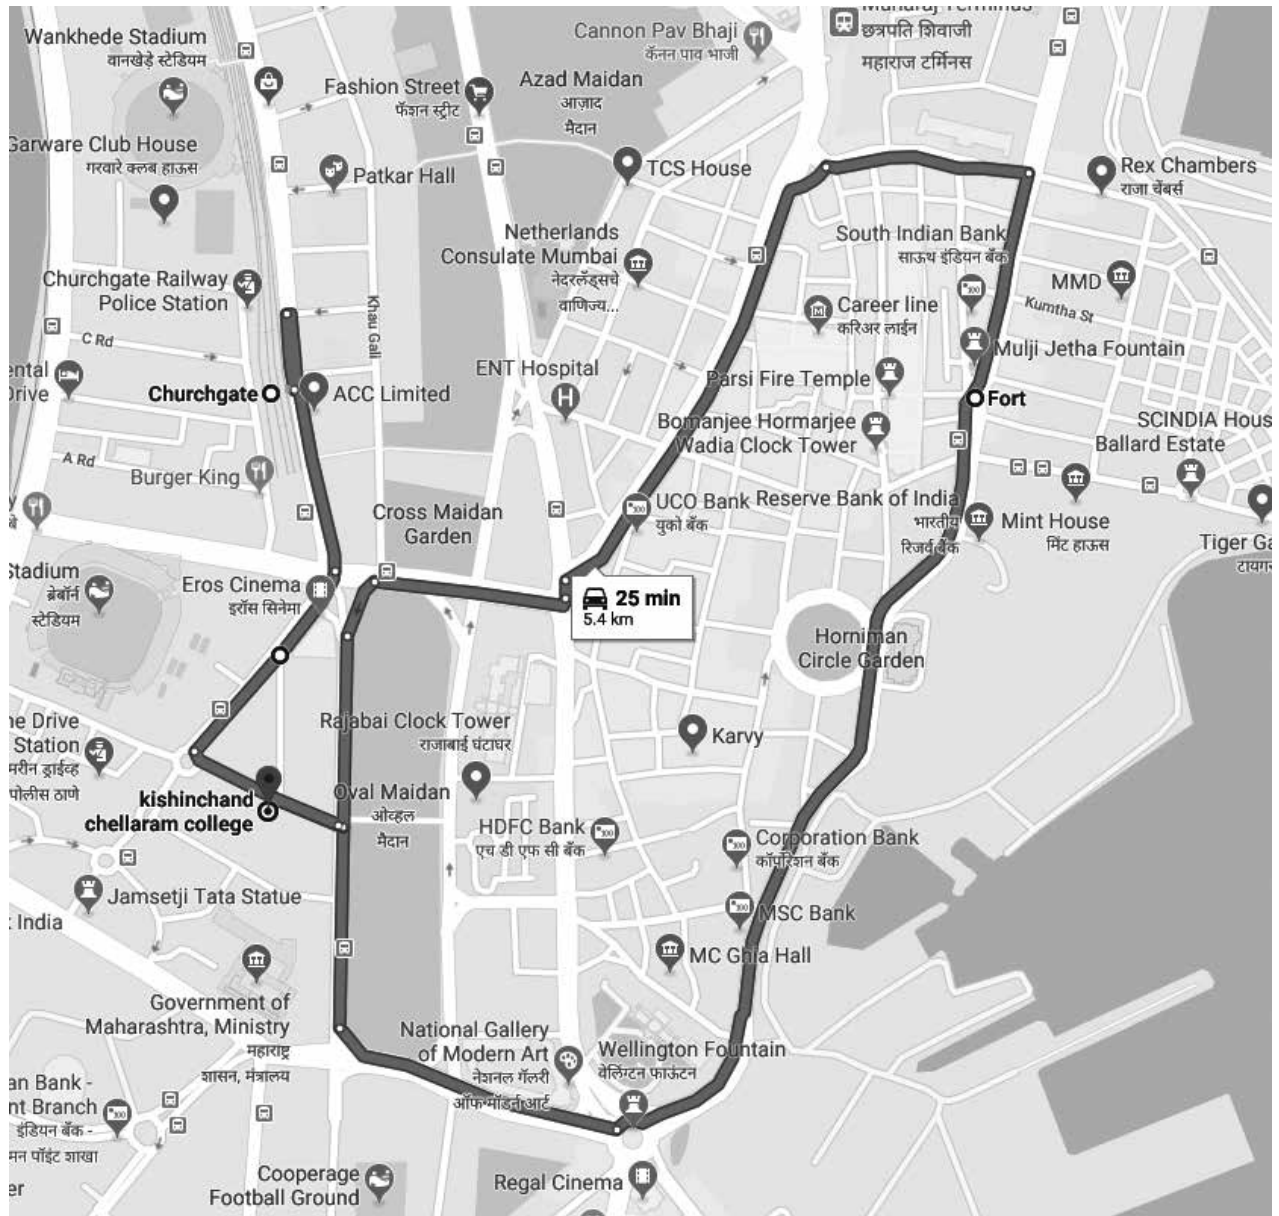 Wankhede Stadium
वानखेडे स्टेडियम
Garware Club House
गरवारे क्लब हाऊस
Fashion Street
फॅशन स्ट्रीट
Patkar Hall
Cannon Pav Bhaji
कॅनन पाव भाजी
Azad Maidan
आज़ाद
मैदान
छत्रपति शिवाजी
महाराज टर्मिनस
TCS House
Rex Chambers
राजा चेंबर्स
Netherlands
Consulate Mumbai
नेदरलँड्सचे
वाणिज्य...
South Indian Bank
साऊथ इंडियन बँक
MMD
Kumtha St
Churchgate Railway
Police Station
Khau Gali
C Rd
Career line
करिअर लाईन
Mulji Jetha Fountain
ental
Drive
Churchgate
ACC Limited
ENT Hospital
Parsi Fire Temple
Fort
Bomanjee Hormarjee
Wadia Clock Tower
SCINDIA Hous
Ballard Estate
A Rd
Burger King
Cross Maidan
Garden
UCO Bank
युको बँक
Reserve Bank of India
भारतीय
रिजर्व बैंक
Mint House
मिंट हाऊस
Tiger Ga
टायगर
Stadium
ब्रेबॉर्न
स्टेडियम
Eros Cinema
इरॉस सिनेमा
25 min
5.4 km
Horniman
Circle Garden
ne Drive
Station
मरीन ड्राईव्ह
पोलीस ठाणे
Rajabai Clock Tower
राजाबाई घंटाघर
Karvy
kishinchand
chellaram college
Oval Maidan
ओव्हल
मैदान
HDFC Bank
एच डी एफ सी बँक
Corporation Bank
कॉर्पोरेशन बँक
Jamsetji Tata Statue
India
MSC Bank
MC Ghia Hall
Government of
Maharashtra, Ministry
महाराष्ट्र
शासन, मंत्रालय
National Gallery
of Modern Art
नेशनल गॅलरी
ऑफ मॉडर्न आर्ट
Wellington Fountain
वेलिंग्टन फाऊंटन
an Bank -
nt Branch
इंडियन बँक -
मन पॉइंट शाखा
er
Cooperage
Football Ground
Regal Cinema